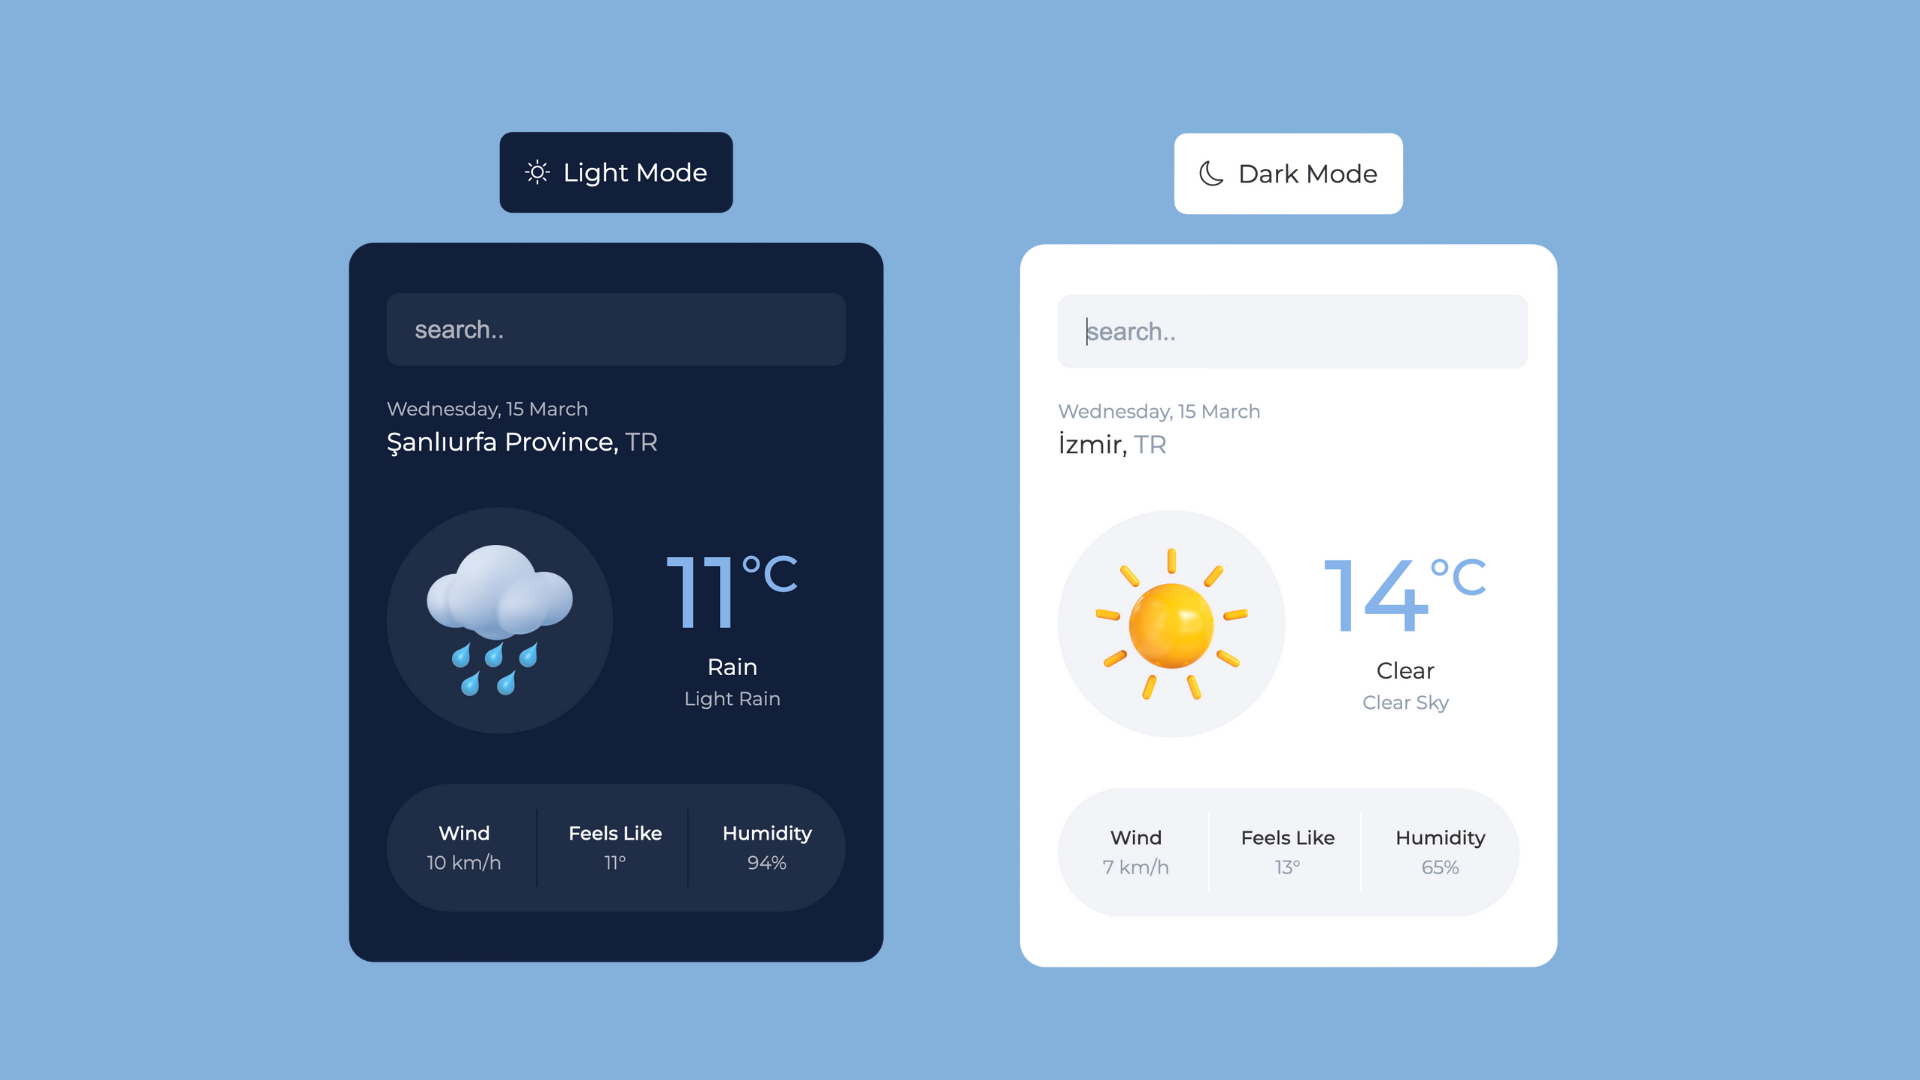 Light Mode
search..
Wednesday, 15 March
Şanlıurfa Province, TR
11°C
Rain
Light Rain
Wind
10 km/h
Feels Like
11°
Humidity
94%
Dark Mode
search..
Wednesday, 15 March
İzmir, TR
14°C
Clear
Clear Sky
Wind
7 km/h
Feels Like
13°
Humidity
65%